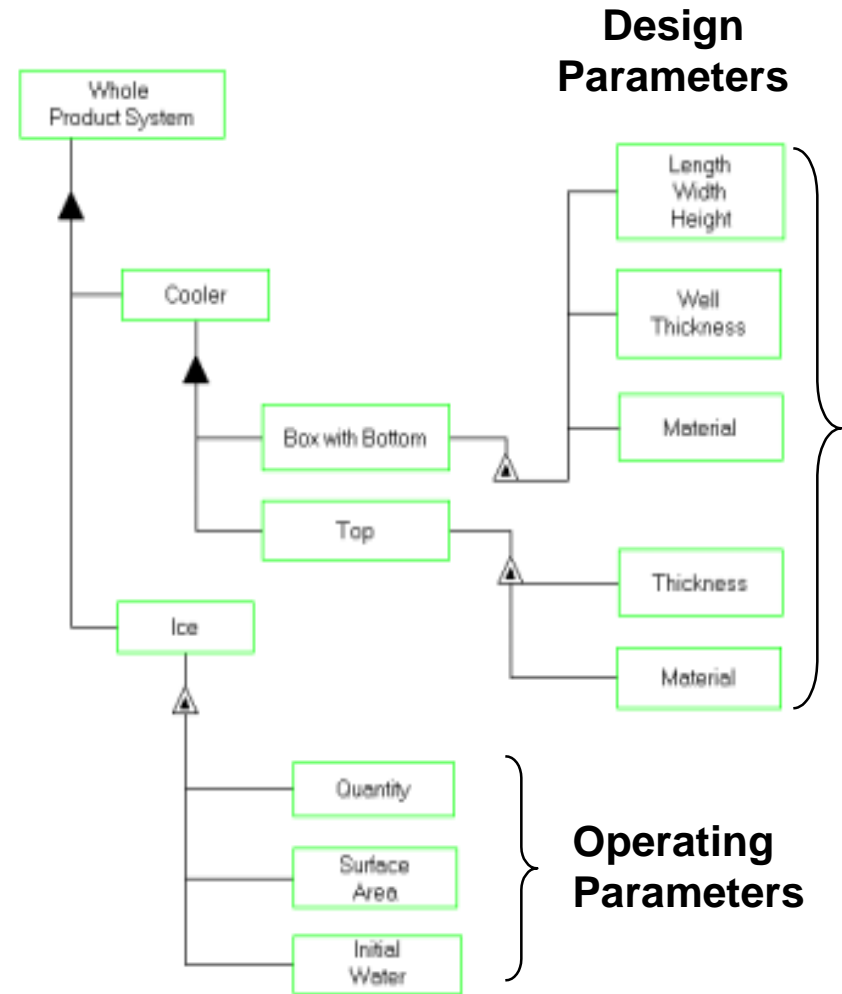 Design
Parameters
Whole
Product System
Length
Width
Height
Cooler
Well
Thickness
Box with Bottom
Material
Top
Thickness
Ice
Material
Quantity
Surface
Area
Operating
Parameters
Initial
Water